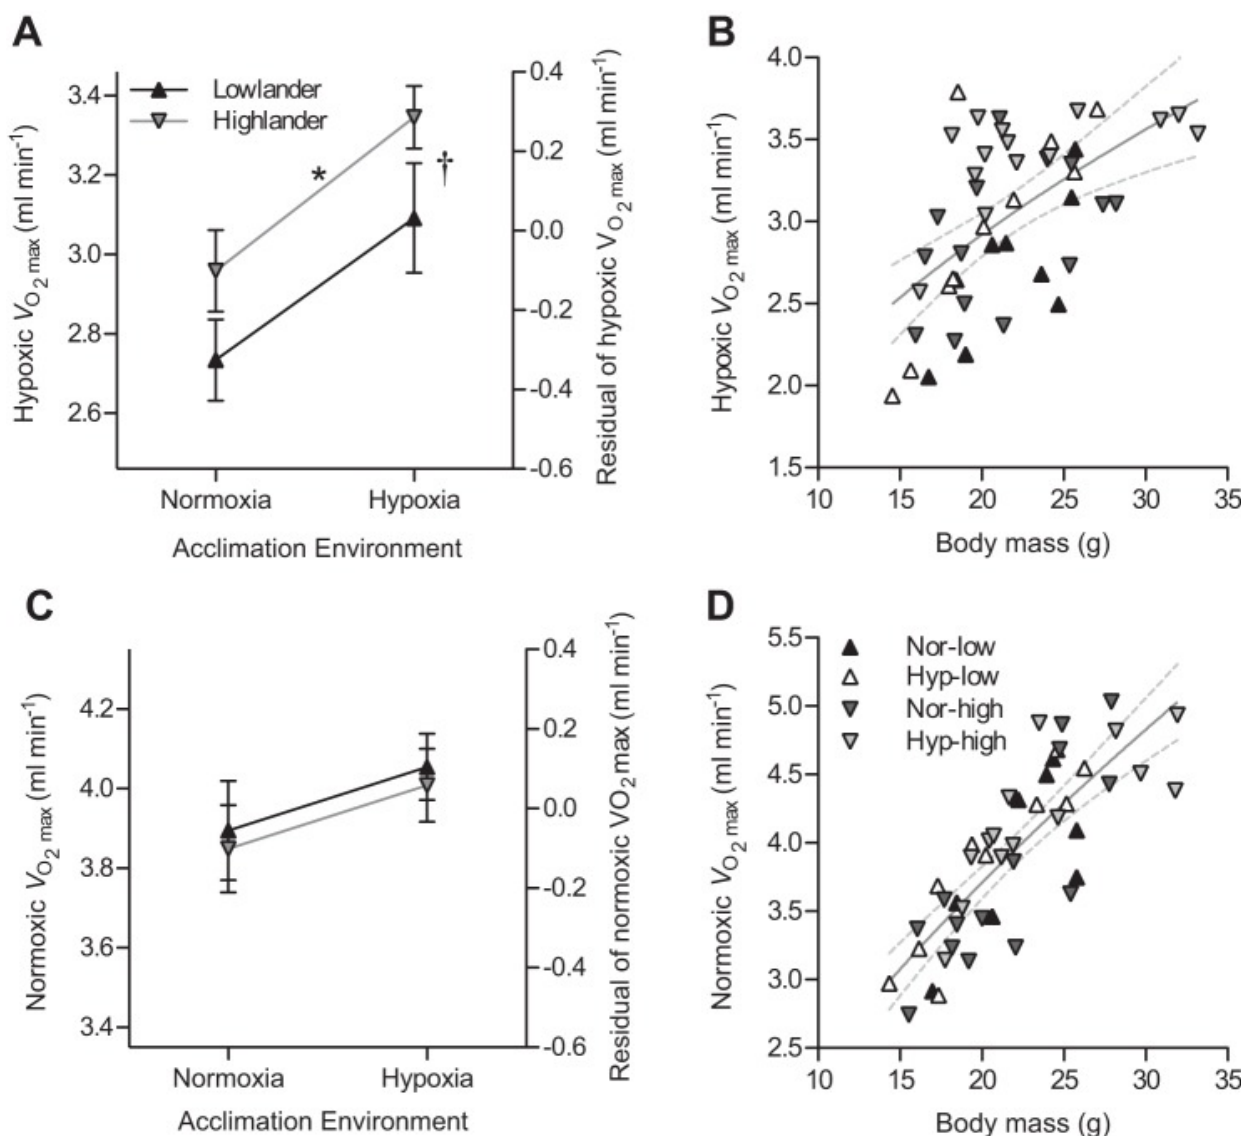 A
Lowlander
Highlander
Hypoxic V̇O2 max (ml min-1)
3.4
3.2
3.0
2.8
2.6
*
†
0.4
0.2
0.0
-0.2
-0.4
-0.6
Residual of hypoxic VO2 max (ml min-1)
Normoxia Hypoxia
Acclimation Environment
B
Hypoxic VO2 max (ml min-1)
4.0
3.5
3.0
2.5
2.0
1.5
10 15 20 25 30 35
Body mass (g)
C
Normoxic VO2 max (ml min-1)
4.2
4.0
3.8
3.6
3.4
0.4
0.2
0.0
-0.2
-0.4
-0.6
Residual of normoxic VO2 max (ml min-1)
Normoxia Hypoxia
Acclimation Environment
D
Nor-low
Hyp-low
Nor-high
Hyp-high
Normoxic VO2 max (ml min-1)
5.5
5.0
4.5
4.0
3.5
3.0
2.5
10 15 20 25 30 35
Body mass (g)